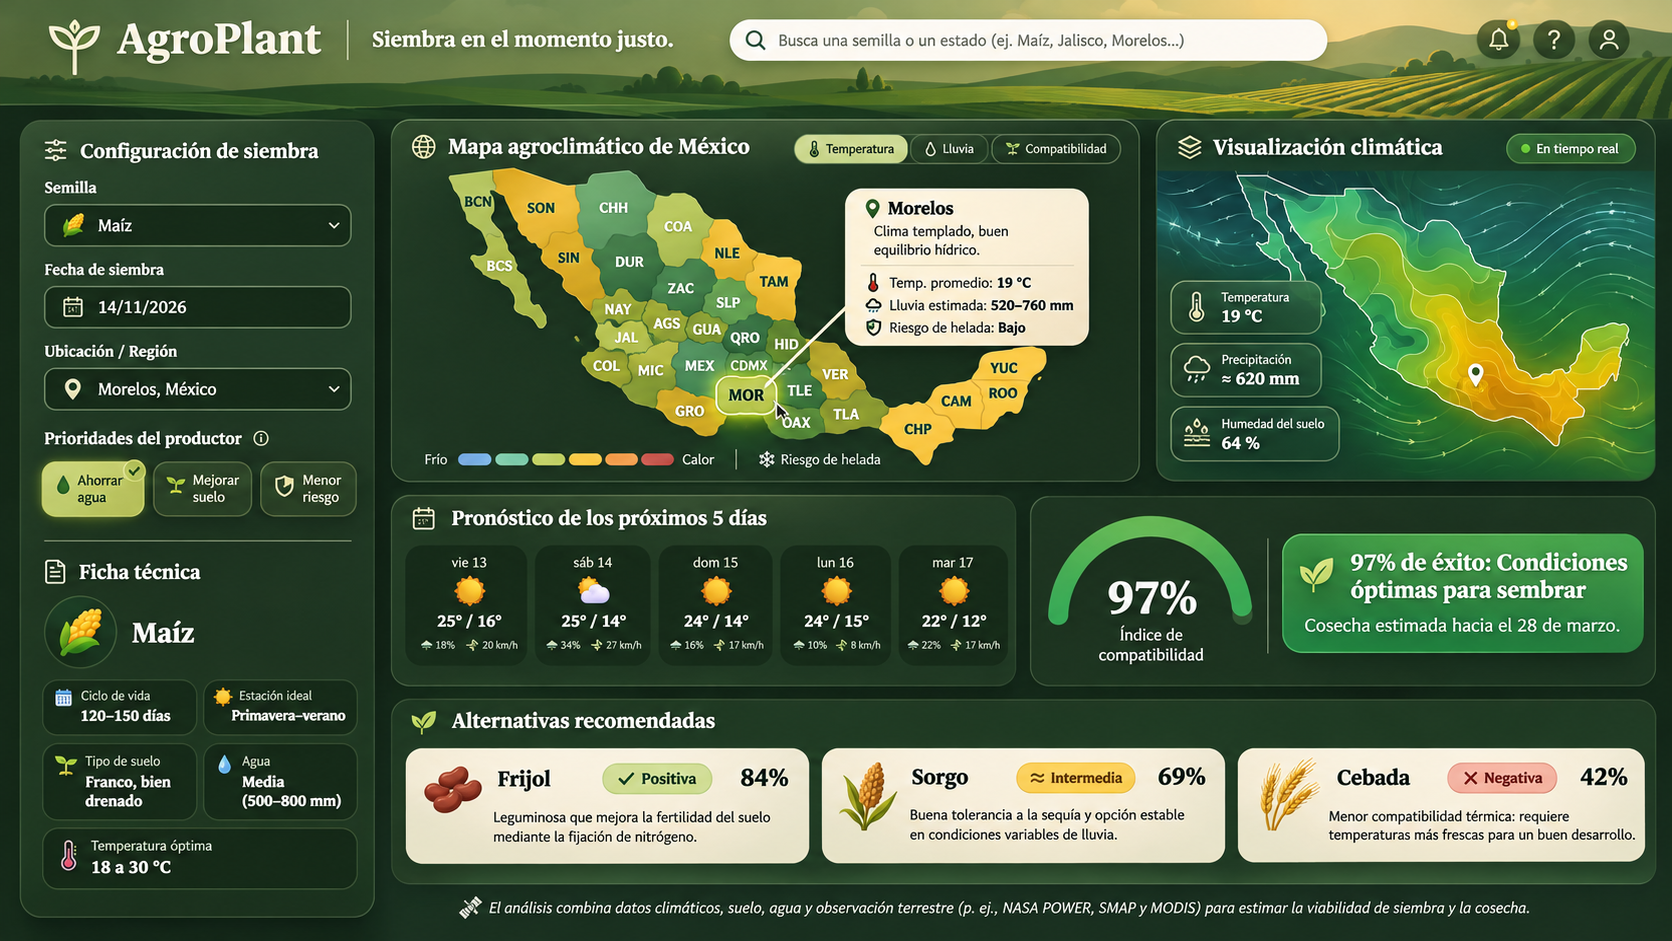 AgroPlant
Siembra en el momento justo.
Busca una semilla o un estado (ej. Maíz, Jalisco, Morelos...)
Configuración de siembra
Semilla
Maíz
Fecha de siembra
14/11/2026
Ubicación / Región
Morelos, México
Prioridades del productor
Ahorrar
agua
Mejorar
suelo
Menor
riesgo
Ficha técnica
Maíz
Ciclo de vida
120–150 días
Estación ideal
Primavera–verano
Tipo de suelo
Franco, bien
drenado
Agua
Media
(500–800 mm)
Temperatura óptima
18 a 30 °C
Mapa agroclimático de México
Temperatura
Lluvia
Compatibilidad
BCN
SON
CHH
COA
BCS
SIN
DUR
NLE
TAM
ZAC
SLP
NAY
AGS
GUA
JAL
QRO
HID
COL
MIC
MEX
CDMX
VER
MOR
TLE
GRO
OAX
TLA
CHP
CAM
YUC
ROO
Morelos
Clima templado, buen
equilibrio hídrico.
Temp. promedio: 19 °C
Lluvia estimada: 520–760 mm
Riesgo de helada: Bajo
Frío
Calor
Riesgo de helada
Visualización climática
En tiempo real
Temperatura
19 °C
Precipitación
≈ 620 mm
Humedad del suelo
64 %
Pronóstico de los próximos 5 días
vie 13
25° / 16°
18% 20 km/h
sáb 14
25° / 14°
34% 27 km/h
dom 15
24° / 14°
16% 17 km/h
lun 16
24° / 15°
10% 8 km/h
mar 17
22° / 12°
22% 17 km/h
97%
Índice de
compatibilidad
97% de éxito: Condiciones
óptimas para sembrar
Cosecha estimada hacia el 28 de marzo.
Alternativas recomendadas
Frijol
Positiva
84%
Leguminosa que mejora la fertilidad del suelo
mediante la fijación de nitrógeno.
Sorgo
Intermedia
69%
Buena tolerancia a la sequía y opción estable
en condiciones variables de lluvia.
Cebada
Negativa
42%
Menor compatibilidad térmica: requiere
temperaturas más frescas para un buen desarrollo.
El análisis combina datos climáticos, suelo, agua y observación terrestre (p. ej., NASA POWER, SMAP y MODIS) para estimar la viabilidad de siembra y la cosecha.